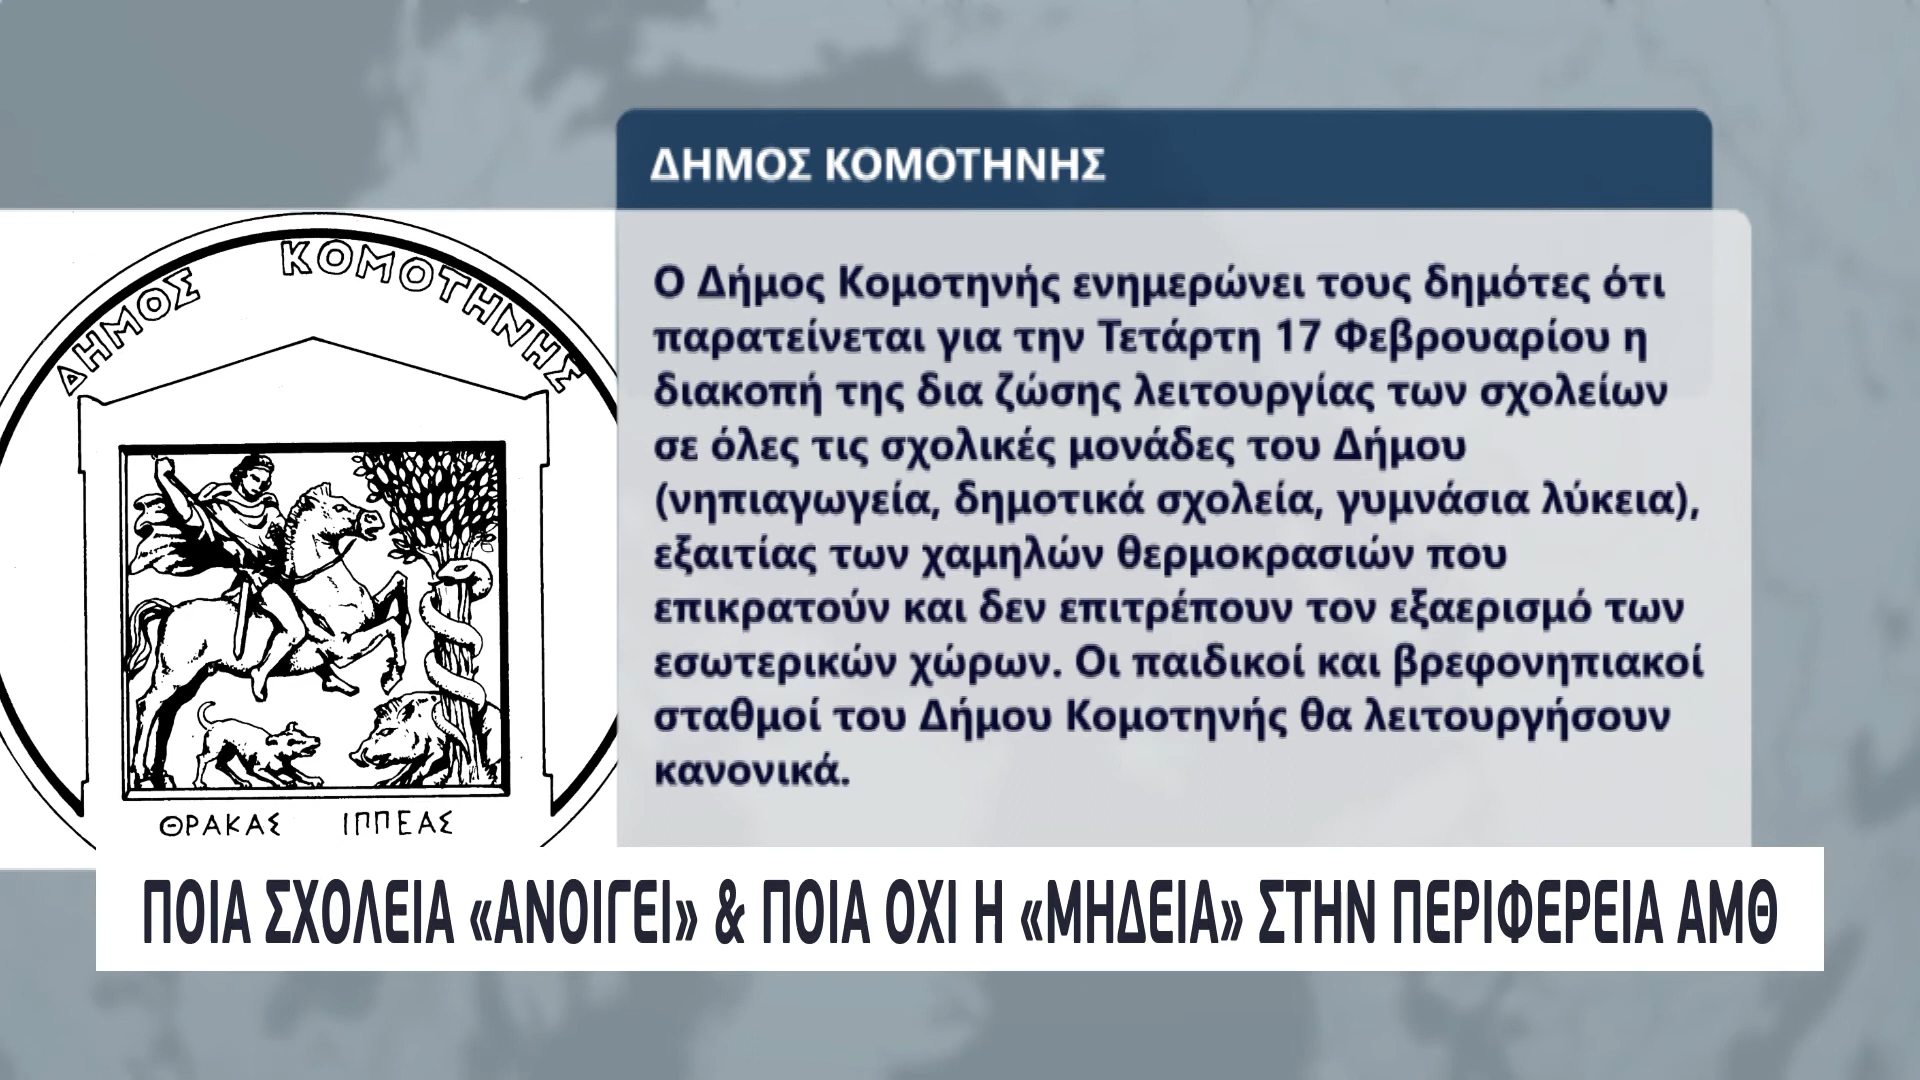 ΔΗΜΟΣ ΚΟΜΟΤΗΝΗΣ
ΔΗΜΟΣ ΚΟΜΟΤΗΝΗΣ
ΘΡΑΚΑΣ ΙΠΠΕΑΣ
Ο Δήμος Κομοτηνής ενημερώνει τους δημότες ότι
παρατείνεται για την Τετάρτη 17 Φεβρουαρίου η
διακοπή της δια ζώσης λειτουργίας των σχολείων
σε όλες τις σχολικές μονάδες του Δήμου
(νηπιαγωγεία, δημοτικά σχολεία, γυμνάσια λύκεια),
εξαιτίας των χαμηλών θερμοκρασιών που
επικρατούν και δεν επιτρέπουν τον εξαερισμό των
εσωτερικών χώρων. Οι παιδικοί και βρεφονηπιακοί
σταθμοί του Δήμου Κομοτηνής θα λειτουργήσουν
κανονικά.
ΠΟΙΑ ΣΧΟΛΕΙΑ «ΑΝΟΙΓΕΙ» & ΠΟΙΑ ΟΧΙ Η «ΜΗΔΕΙΑ» ΣΤΗΝ ΠΕΡΙΦΕΡΕΙΑ ΑΜΘ